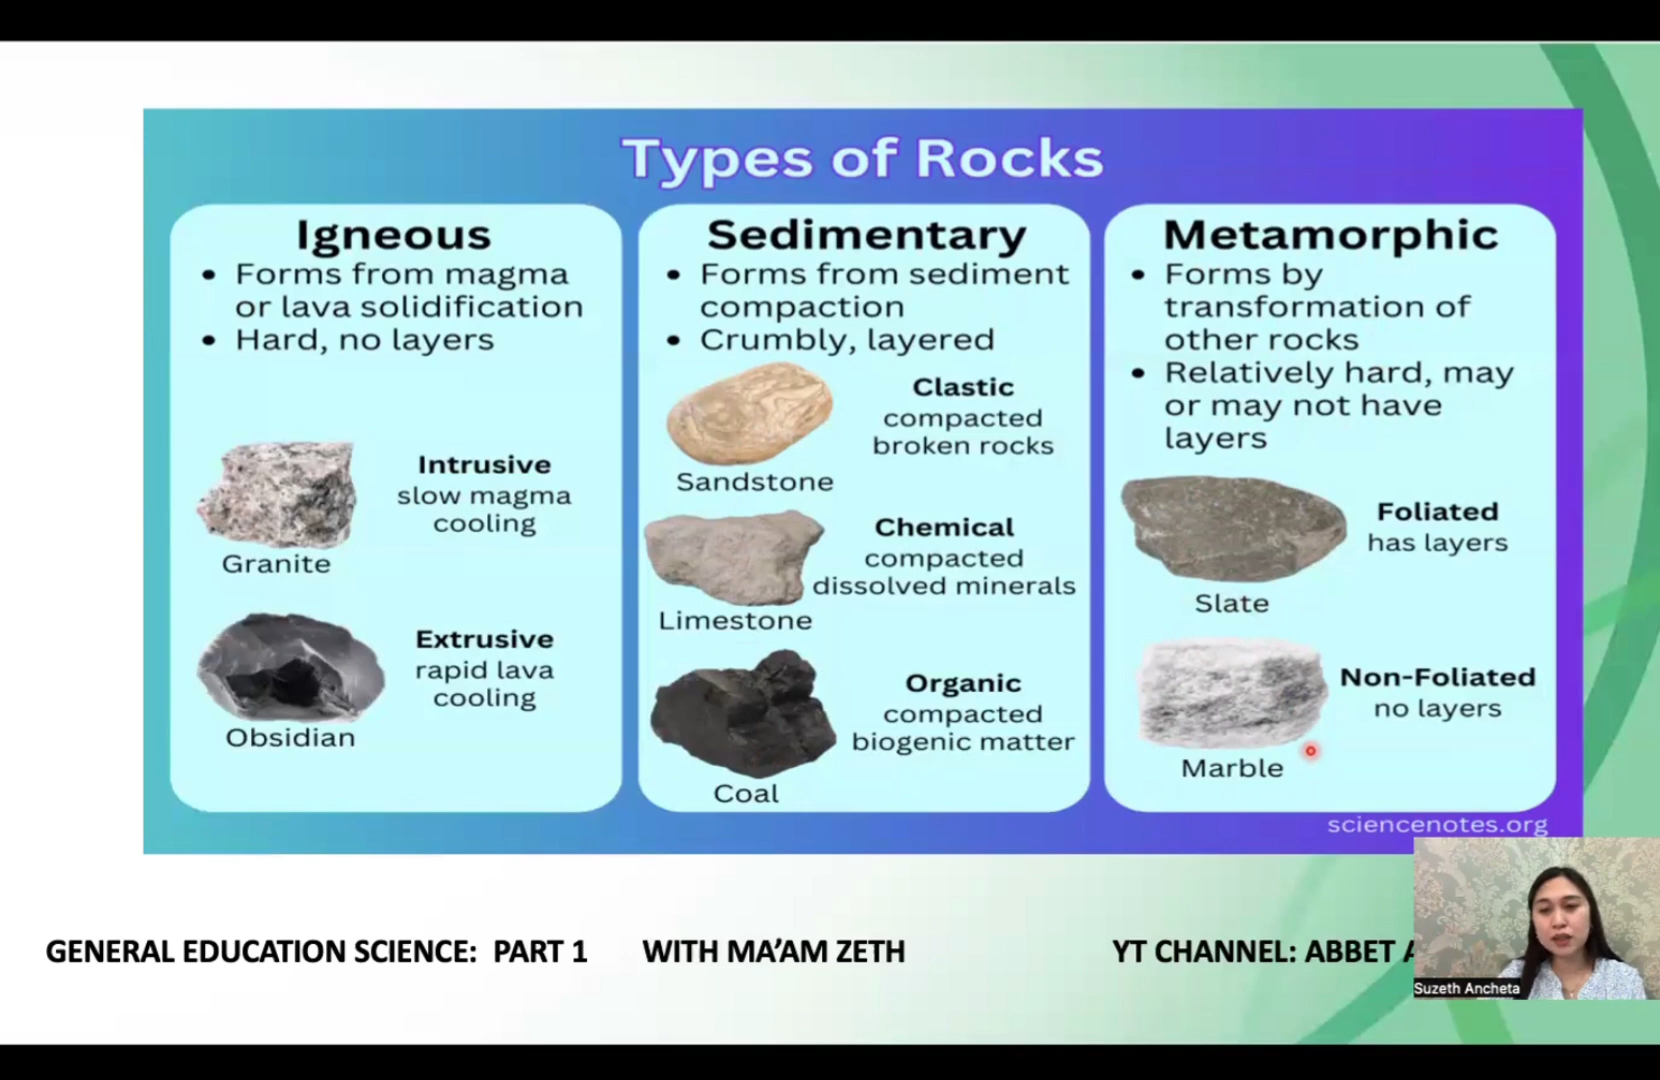 Types of Rocks
Igneous
• Forms from magma
or lava solidification
• Hard, no layers
Intrusive
slow magma
cooling
Granite
Extrusive
rapid lava
cooling
Obsidian
Sedimentary
• Forms from sediment
compaction
• Crumbly, layered
Clastic
compacted
broken rocks
Sandstone
Chemical
compacted
dissolved minerals
Limestone
Organic
compacted
biogenic matter
Coal
Metamorphic
• Forms by
transformation of
other rocks
• Relatively hard, may
or may not have
layers
Foliated
has layers
Slate
Non-Foliated
no layers
Marble
sciencenotes.org
GENERAL EDUCATION SCIENCE: PART 1 WITH MA’AM ZETH YT CHANNEL: ABBET A
Suzeth Ancheta